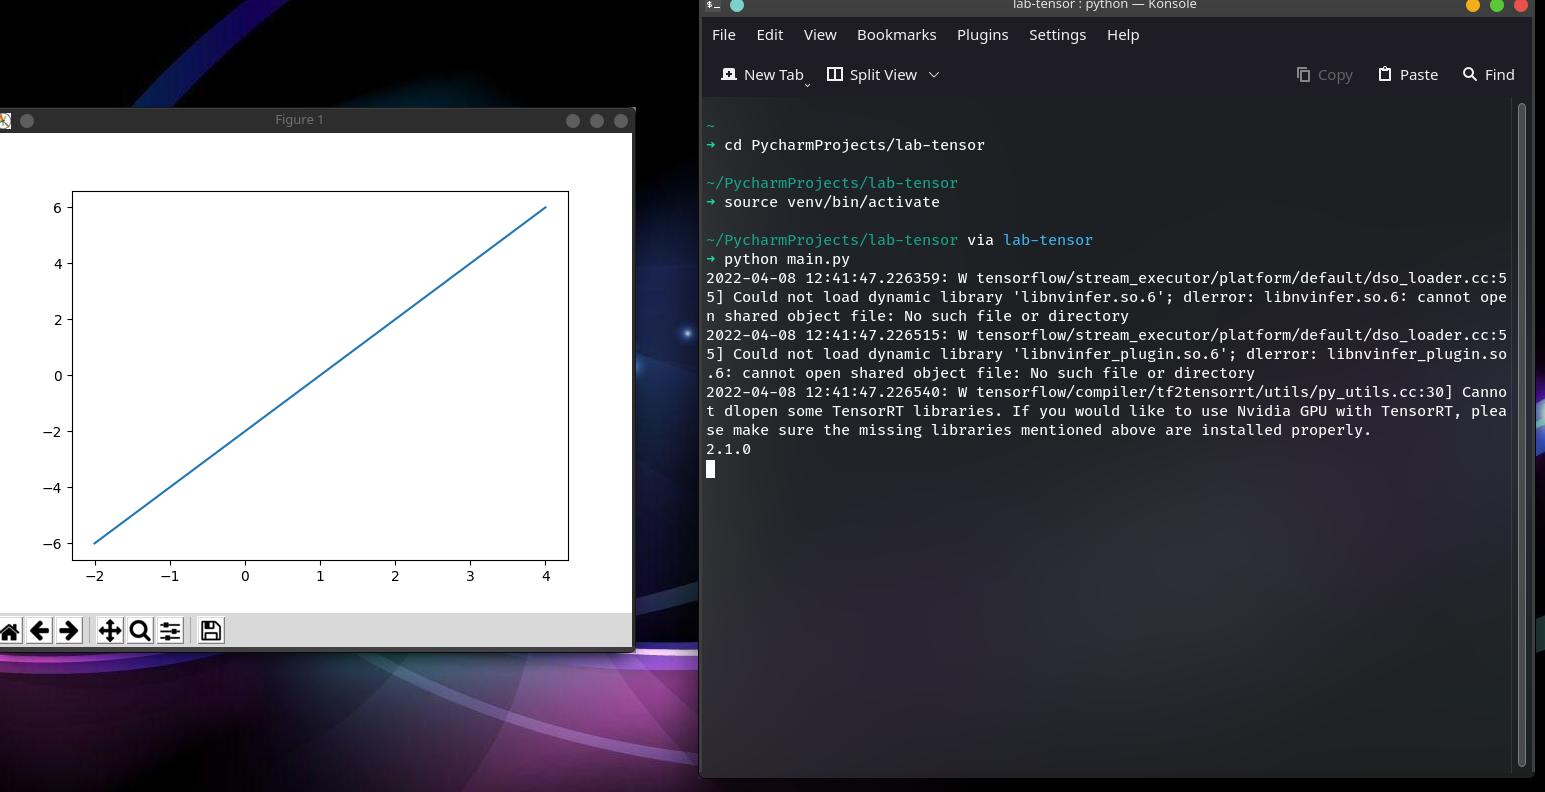 Figure 1
6
4
2
0
−2
−4
−6
−2 −1 0 1 2 3 4
lab-tensor : python — Konsole
File Edit View Bookmarks Plugins Settings Help
New Tab Split View Copy Paste Find
~
➜ cd PycharmProjects/lab-tensor
~/PycharmProjects/lab-tensor
➜ source venv/bin/activate
~/PycharmProjects/lab-tensor via lab-tensor
➜ python main.py
2022-04-08 12:41:47.226359: W tensorflow/stream_executor/platform/default/dso_loader.cc:5
5] Could not load dynamic library 'libnvinfer.so.6'; dlerror: libnvinfer.so.6: cannot ope
n shared object file: No such file or directory
2022-04-08 12:41:47.226515: W tensorflow/stream_executor/platform/default/dso_loader.cc:5
5] Could not load dynamic library 'libnvinfer_plugin.so.6'; dlerror: libnvinfer_plugin.so
.6: cannot open shared object file: No such file or directory
2022-04-08 12:41:47.226540: W tensorflow/compiler/tf2tensorrt/utils/py_utils.cc:30] Canno
t dlopen some TensorRT libraries. If you would like to use Nvidia GPU with TensorRT, plea
se make sure the missing libraries mentioned above are installed properly.
2.1.0